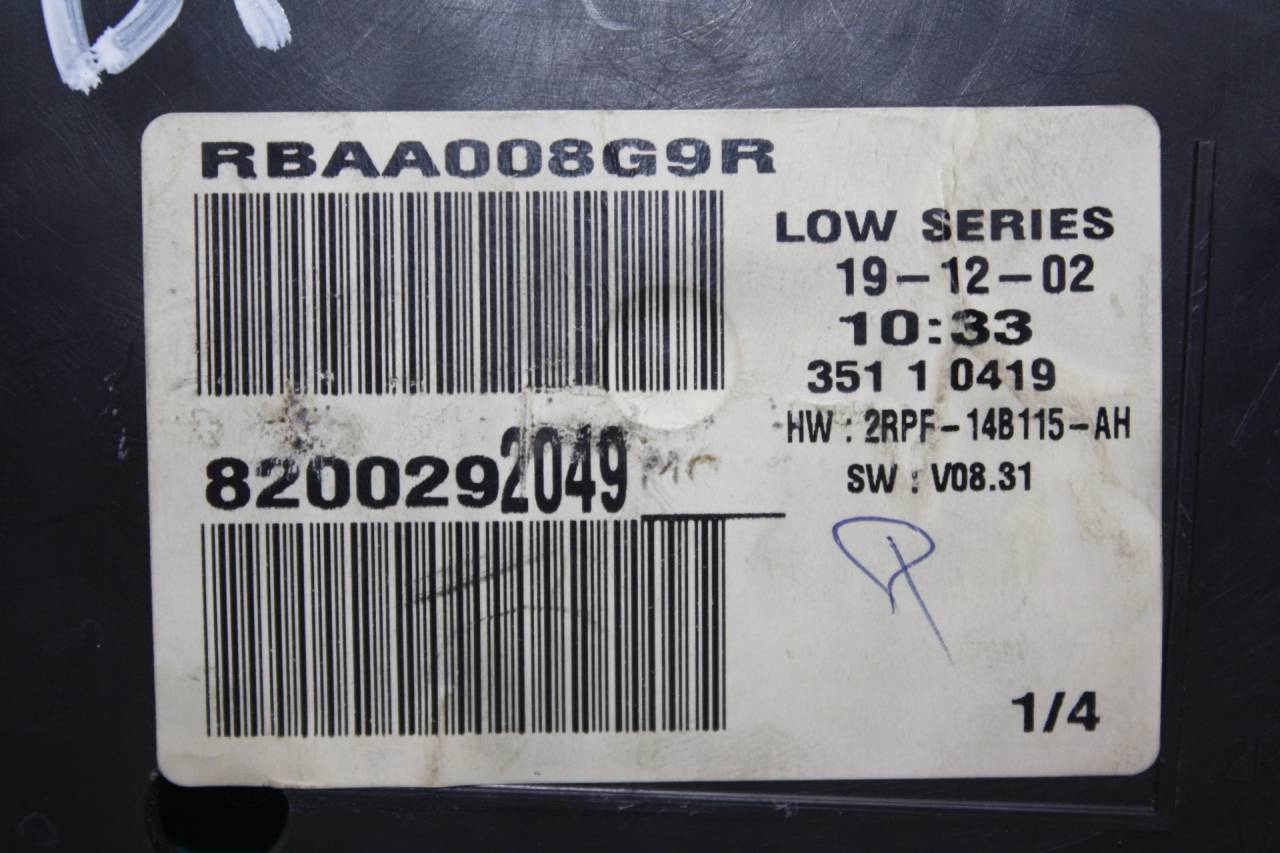 RBAA008G9R
LOW SERIES
19-12-02
10:33
351 1 0419
HW : 2RPF-14B115-AH
8200292049
SW : V08.31
1/4